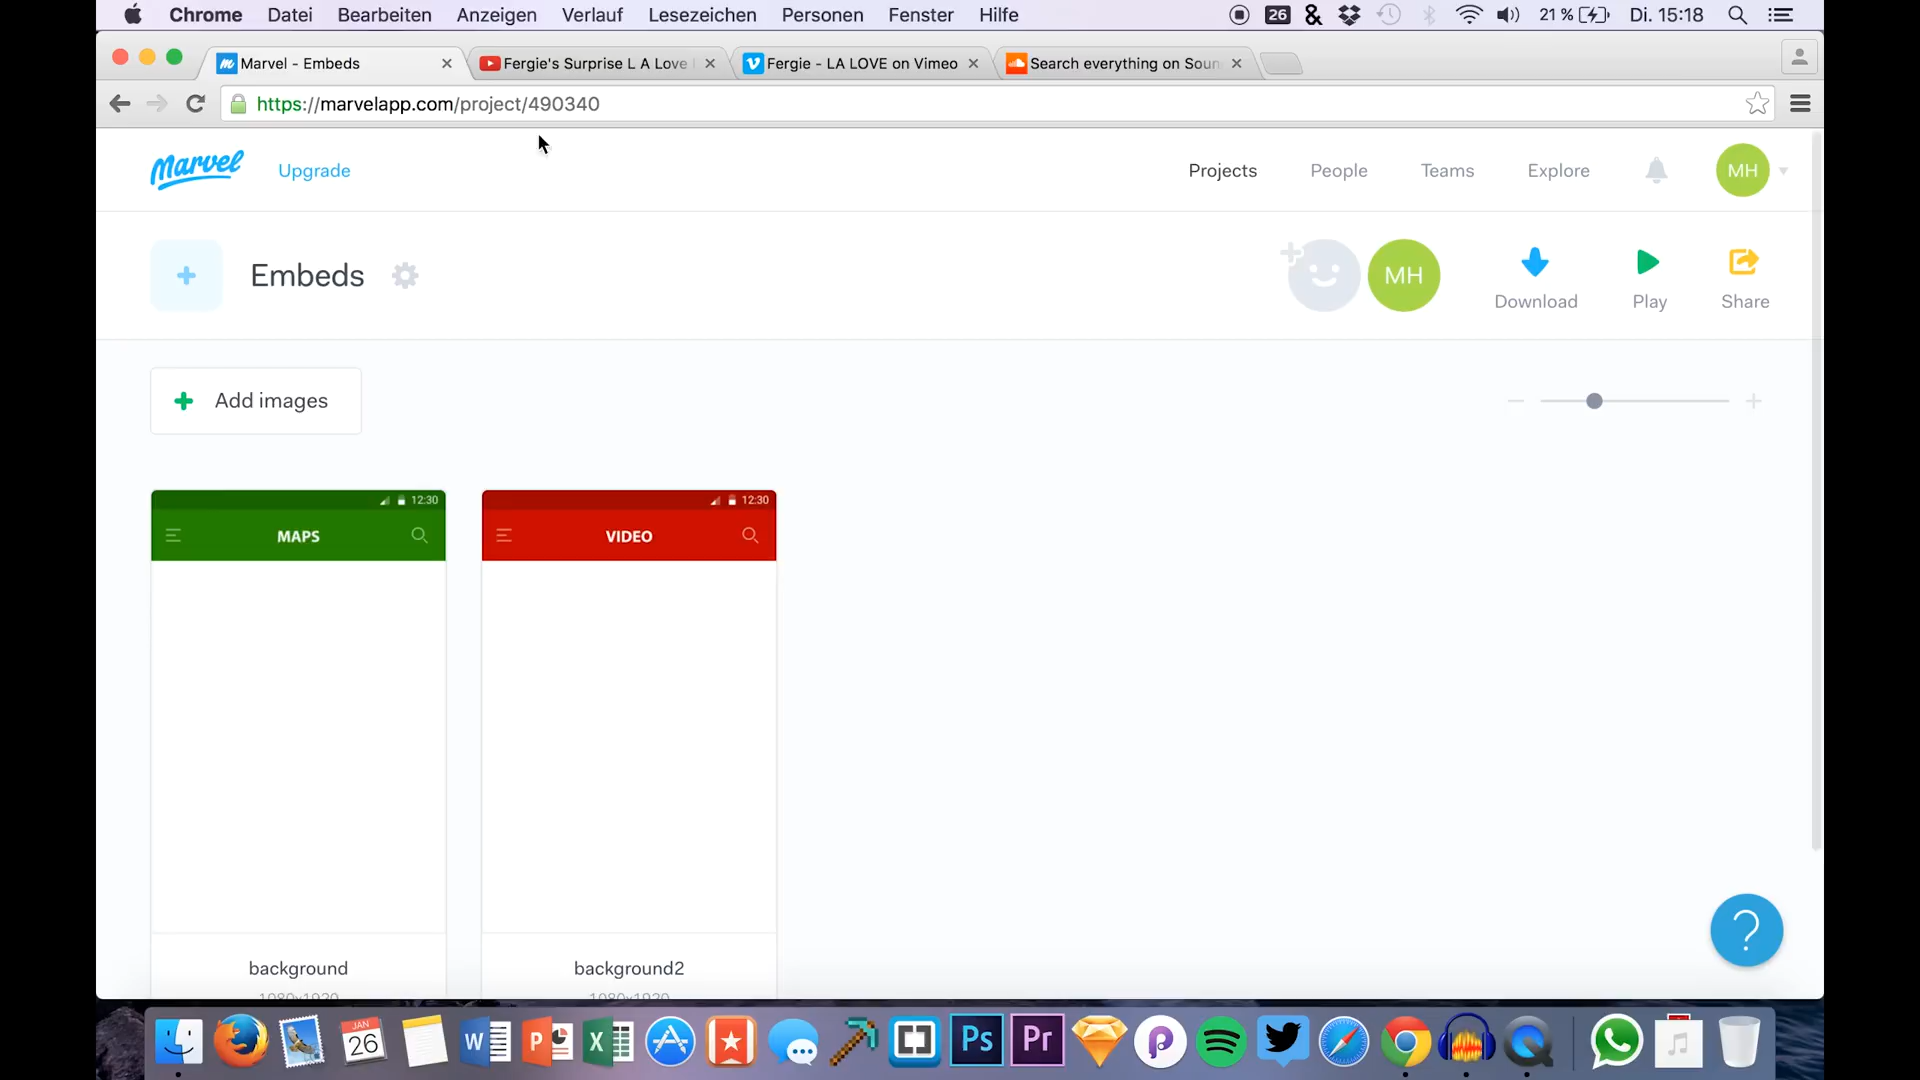 Chrome Datei Bearbeiten Anzeigen Verlauf Lesezeichen Personen Fenster Hilfe 26 & 21 % Di. 15:18
Marvel - Embeds Fergie's Surprise L A Love Fergie - LA LOVE on Vimeo Search everything on Soun
https://marvelapp.com/project/490340
Marvel Upgrade Projects People Teams Explore MH
+ Embeds MH Download Play Share
+ Add images
12:30 12:30
MAPS VIDEO
background background2
1080x1920 1080x1920
?
JAN
26 W P X Ps Pr